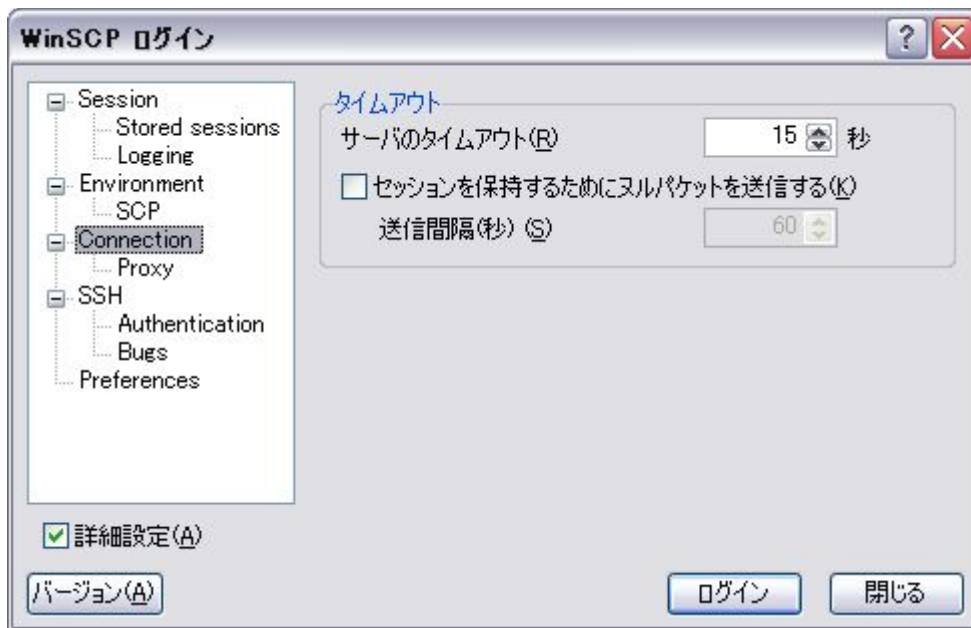 WinSCP ログイン
Session
Stored sessions
Logging
Environment
SCP
Connection
Proxy
SSH
Authentication
Bugs
Preferences
タイムアウト
サーバのタイムアウト(R) 15 秒
セッションを保持するためにヌルパケットを送信する(K)
送信間隔(秒) (S) 60
詳細設定(A)
バージョン(A)
ログイン
閉じる